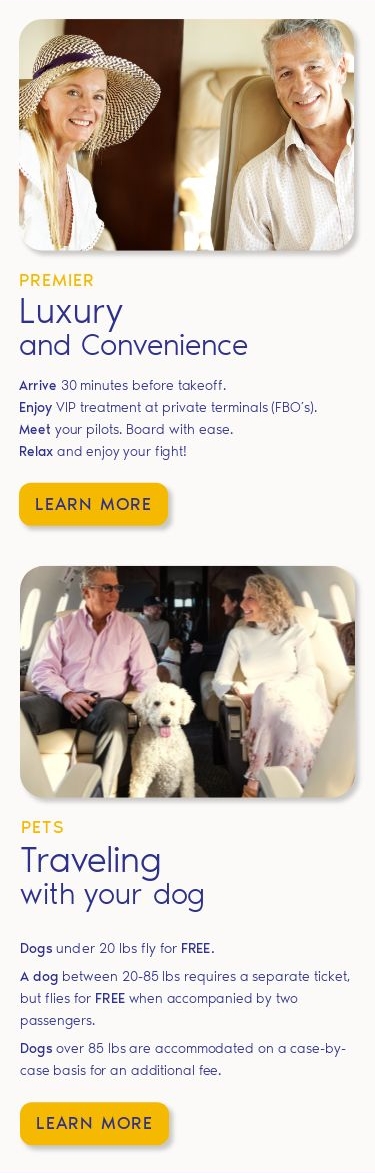 PREMIER
Luxury
and Convenience
Arrive 30 minutes before takeoff.
Enjoy VIP treatment at private terminals (FBO's).
Meet your pilots. Board with ease.
Relax and enjoy your fight!
LEARN MORE
PETS
Traveling
with your dog
Dogs under 20 lbs fly for FREE.
A dog between 20-85 lbs requires a separate ticket,
but flies for FREE when accompanied by two
passengers.
Dogs over 85 lbs are accommodated on a case-by-
case basis for an additional fee.
LEARN MORE